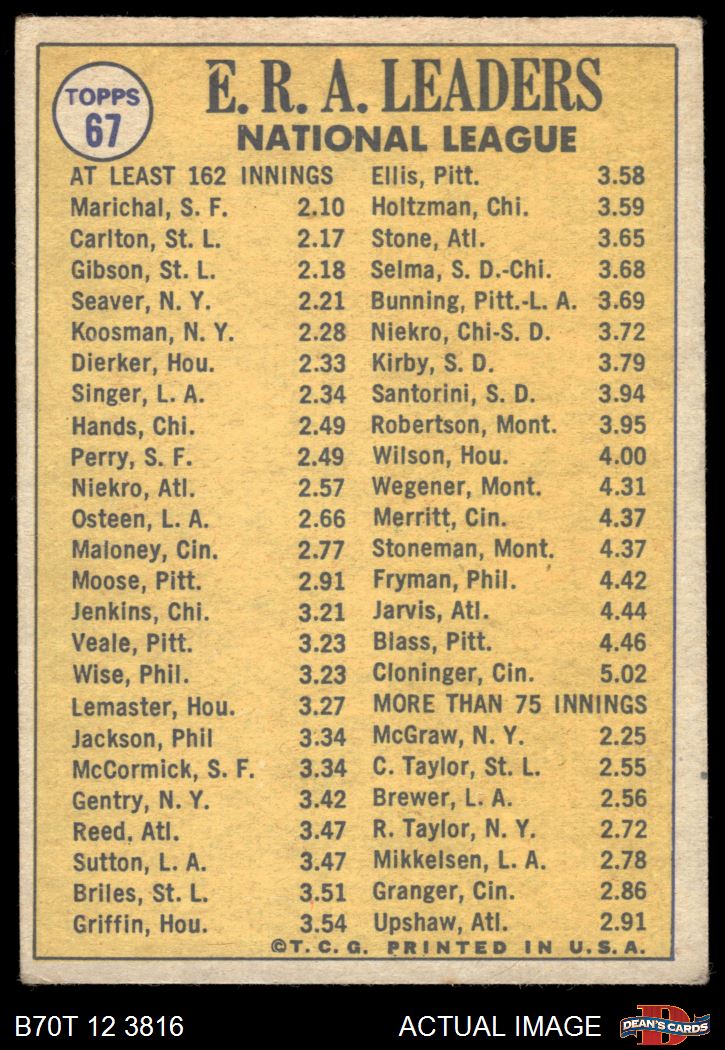 TOPPS
67
E. R. A. LEADERS
NATIONAL LEAGUE
AT LEAST 162 INNINGS
Marichal, S. F. 2.10
Carlton, St. L. 2.17
Gibson, St. L. 2.18
Seaver, N. Y. 2.21
Koosman, N. Y. 2.28
Dierker, Hou. 2.33
Singer, L. A. 2.34
Hands, Chi. 2.49
Perry, S. F. 2.49
Niekro, Atl. 2.57
Osteen, L. A. 2.66
Maloney, Cin. 2.77
Moose, Pitt. 2.91
Jenkins, Chi. 3.21
Veale, Pitt. 3.23
Wise, Phil. 3.23
Lemaster, Hou. 3.27
Jackson, Phil 3.34
McCormick, S. F. 3.34
Gentry, N. Y. 3.42
Reed, Atl. 3.47
Sutton, L. A. 3.47
Briles, St. L. 3.51
Griffin, Hou. 3.54
Ellis, Pitt. 3.58
Holtzman, Chi. 3.59
Stone, Atl. 3.65
Selma, S. D.-Chi. 3.68
Bunning, Pitt.-L. A. 3.69
Niekro, Chi-S. D. 3.72
Kirby, S. D. 3.79
Santorini, S. D. 3.94
Robertson, Mont. 3.95
Wilson, Hou. 4.00
Wegener, Mont. 4.31
Merritt, Cin. 4.37
Stoneman, Mont. 4.37
Fryman, Phil. 4.42
Jarvis, Atl. 4.44
Blass, Pitt. 4.46
Cloninger, Cin. 5.02
MORE THAN 75 INNINGS
McGraw, N. Y. 2.25
C. Taylor, St. L. 2.55
Brewer, L. A. 2.56
R. Taylor, N. Y. 2.72
Mikkelsen, L. A. 2.78
Granger, Cin. 2.86
Upshaw, Atl. 2.91
©T. C. G. PRINTED IN U. S. A.
B70T 12 3816
ACTUAL IMAGE
DEAN'S CARDS